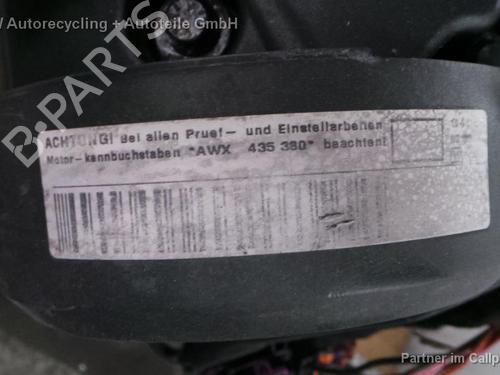 / Autorecycling + Autoteile GmbH
B-PARTS
ACHTUNG! Bei allen Pruef- und Einstellarbeiten
Motor-kennbuchstaben "AWX 435 380" beachten!
Partner im Callp